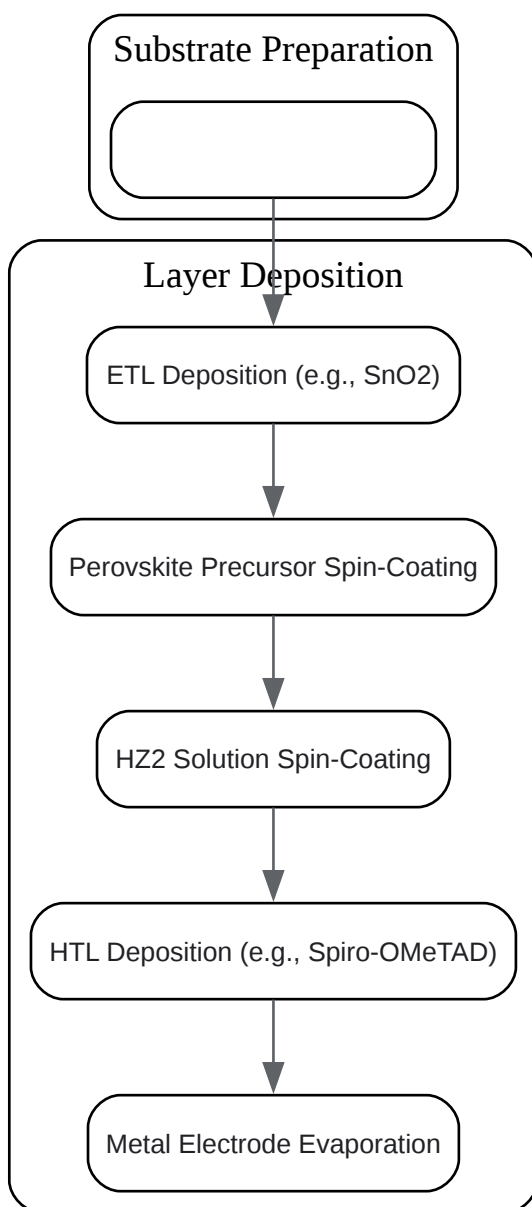 Substrate Preparation
Layer Deposition
ETL Deposition (e.g., SnO2)
Perovskite Precursor Spin-Coating
HZ2 Solution Spin-Coating
HTL Deposition (e.g., Spiro-OMeTAD)
Metal Electrode Evaporation